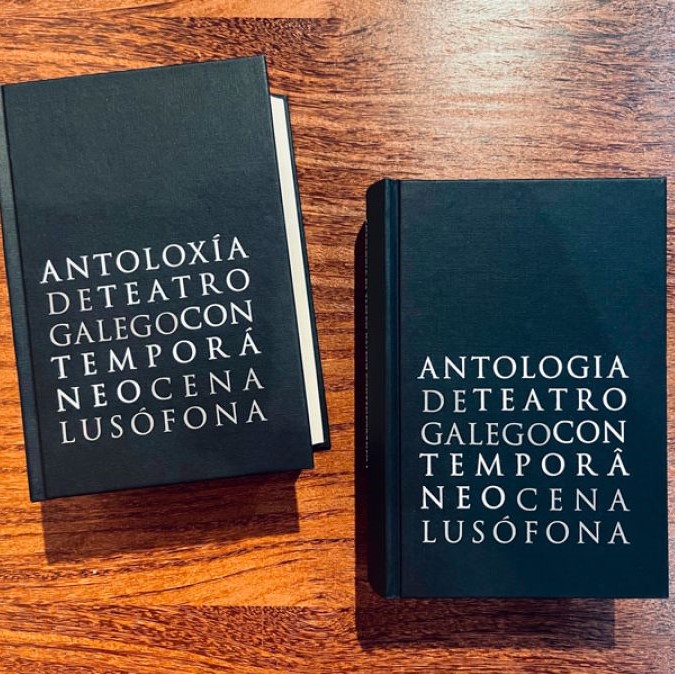 ANTOLOXÍA
DETEATRO
GALEGOCON
TEMPORÁ
NEOCENA
LUSÓFONA
ANTOLOGIA
DETEATRO
GALEGOCON
TEMPORÂ
NEOCENA
LUSÓFONA